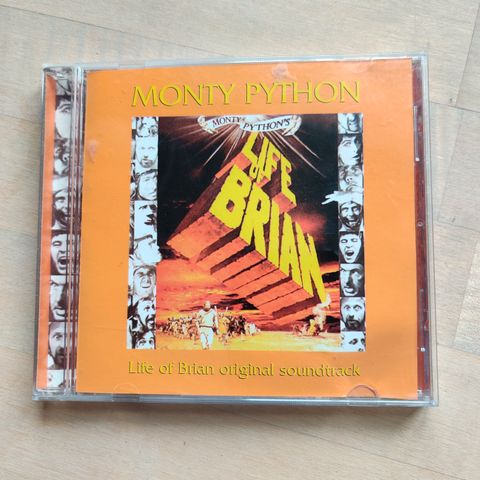 MONTY PYTHON
MONTY PYTHON'S
LIFE
OF
BRIAN
Life of Brian original soundtrack